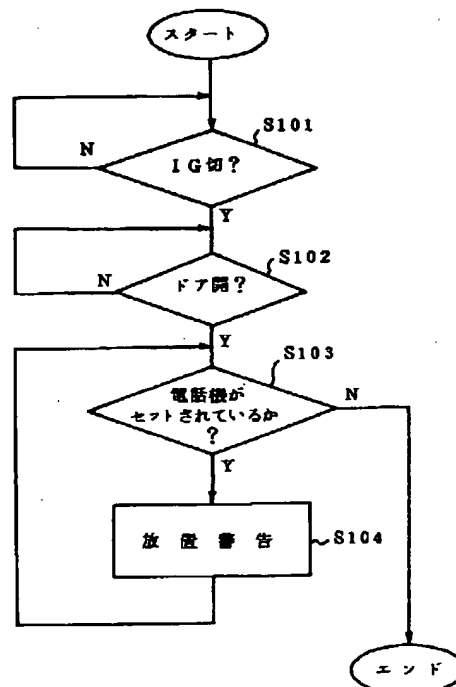 スタート
S101
N
IG切?
Y
S102
N
ドア開?
Y
S103
電話機が
セットされているか
?
N
Y
放置警告
S104
エンド